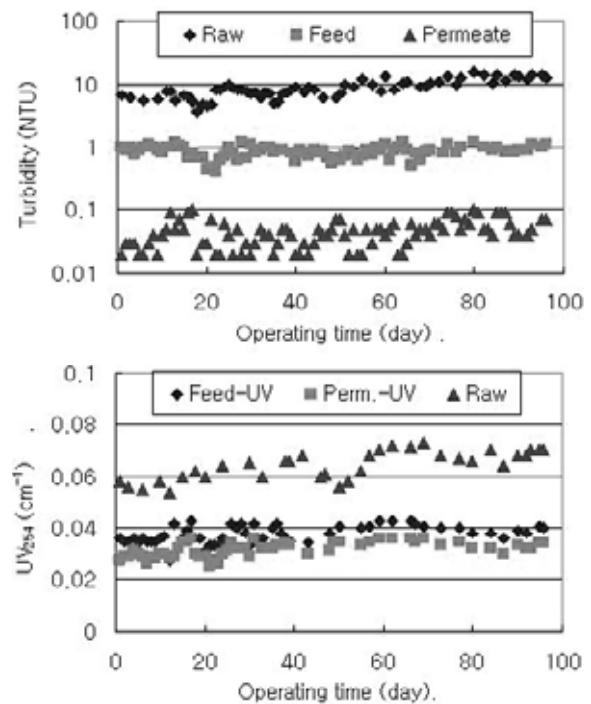 100
Raw Feed Permeate
10
1
0.1
0.01
Turbidity (NTU)
0 20 40 60 80 100
Operating time (day) .
0.1
Feed-UV Perm.-UV Raw
0.08
0.06
0.04
0.02
0
UV254 (cm-1)
.
0 20 40 60 80 100
Operating time (day).